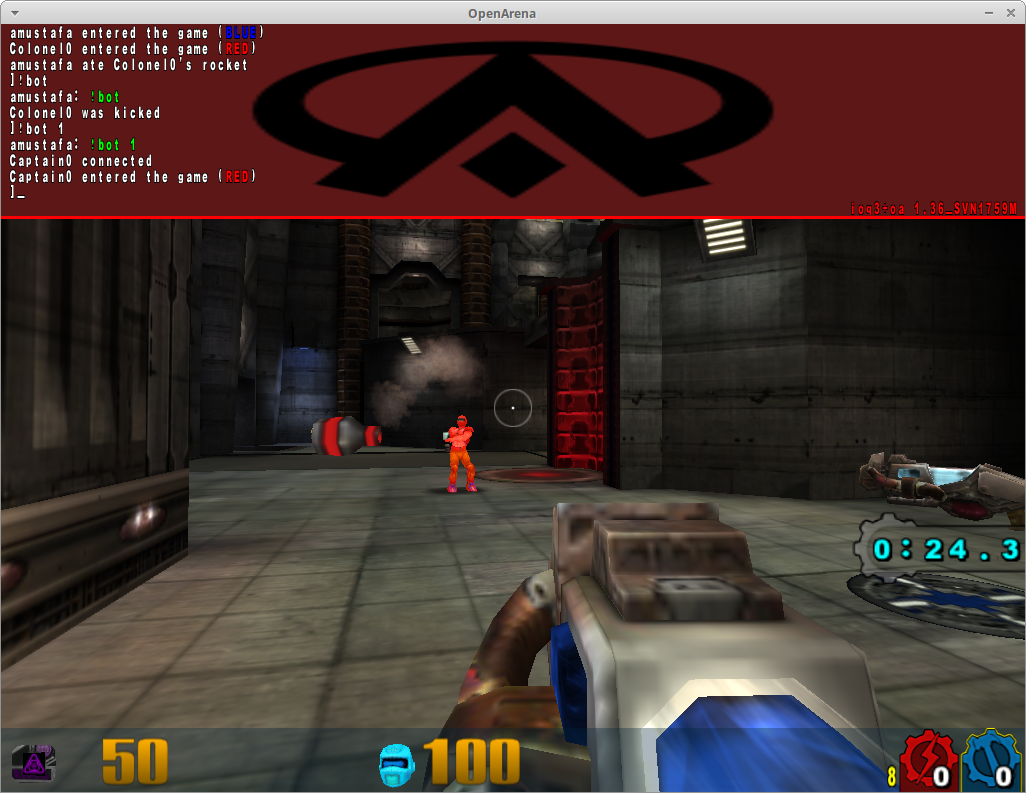 OpenArena
amustafa entered the game (BLUE)
Colonel0 entered the game (RED)
amustafa ate Colonel0's rocket
]!bot
amustafa: !bot
Colonel0 was kicked
]!bot 1
amustafa: !bot 1
Captain0 connected
Captain0 entered the game (RED)
]_
ioq3+oa 1.36_SVN1759M
0:24.3
50
100
8
0
0